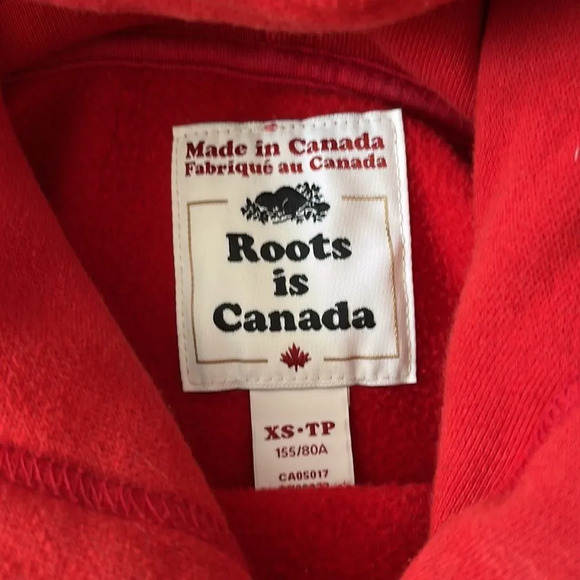 Made in Canada
Fabriqué au Canada
Roots
is
Canada
XS•TP
155/80A
CA05017